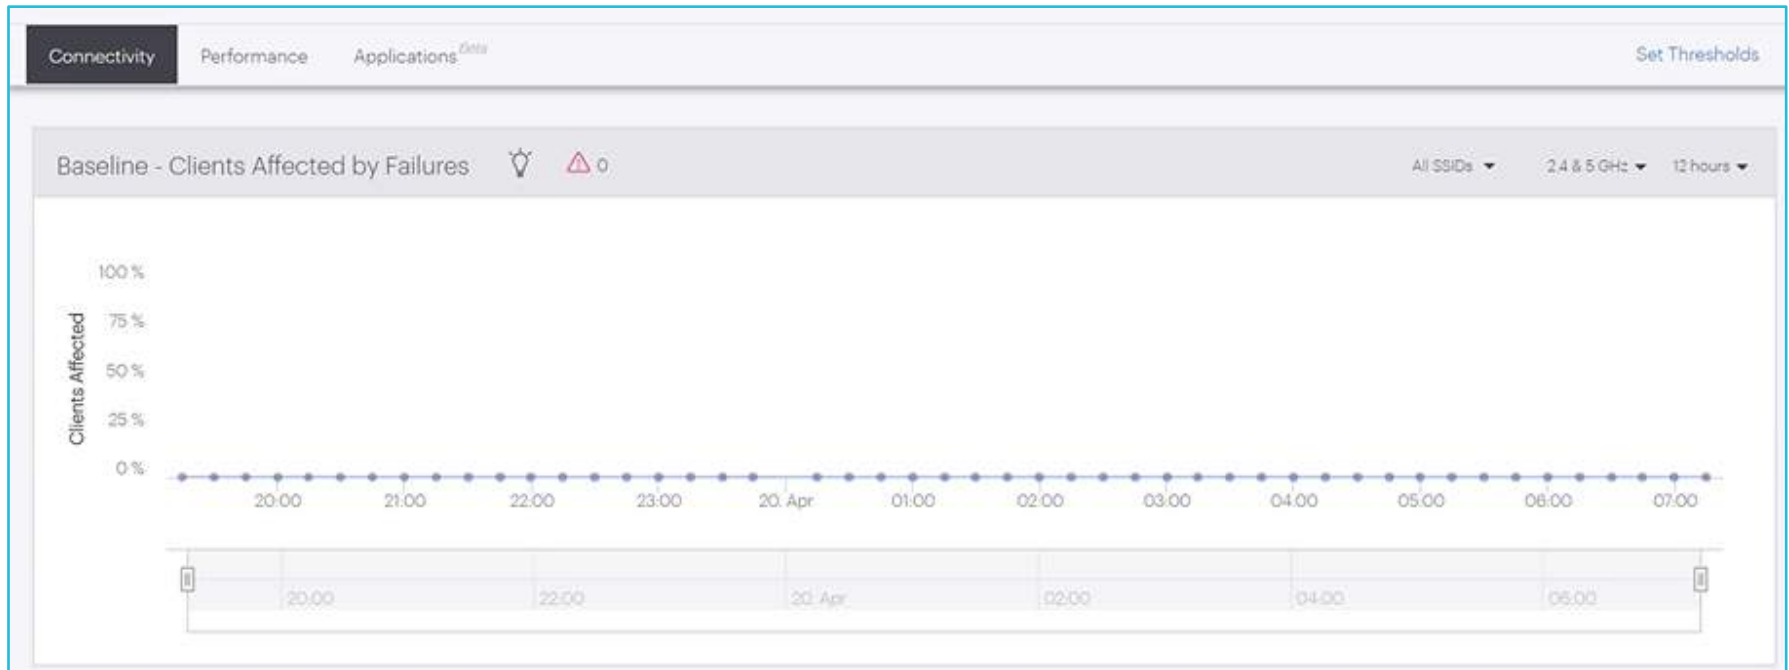 Connectivity Performance Applications Beta Set Thresholds
Baseline - Clients Affected by Failures 0 All SSIDs 2.4 & 5 GHz 12 hours
100 %
75 %
50 %
25 %
0 %
Clients Affected
20:00 21:00 22:00 23:00 20. Apr 01:00 02:00 03:00 04:00 05:00 06:00 07:00
20:00 22:00 20. Apr 02:00 04:00 06:00